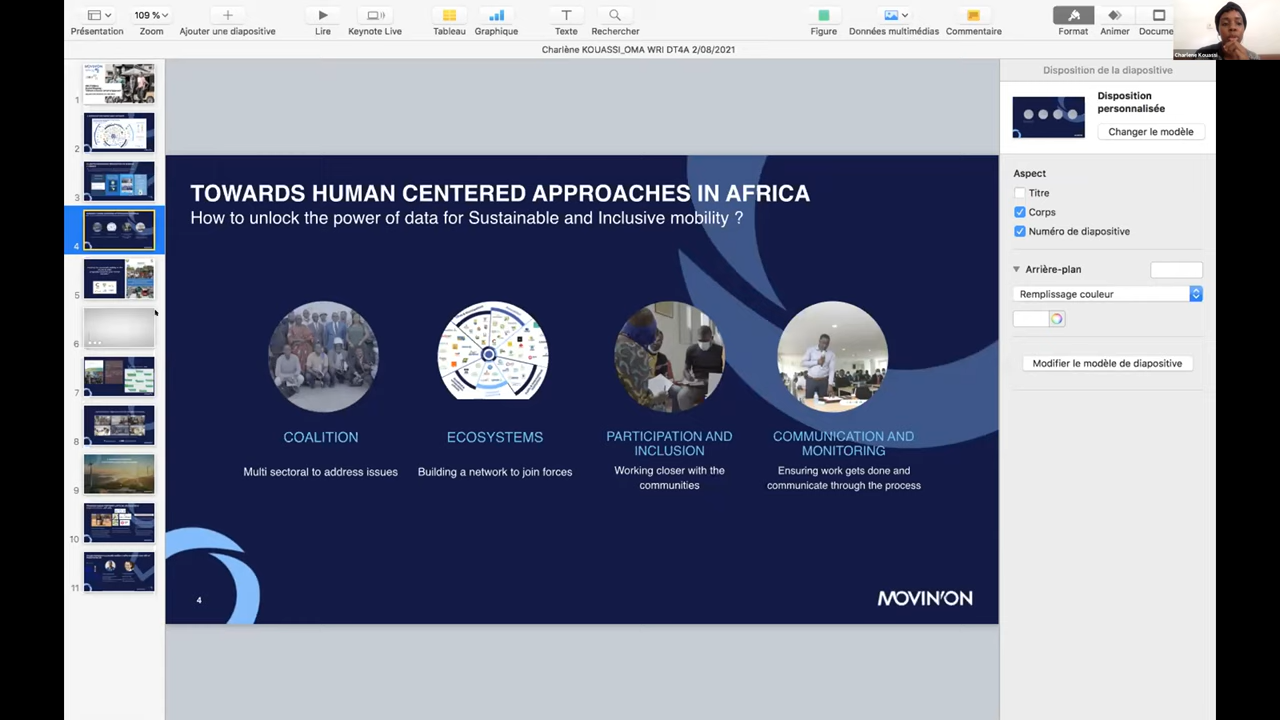 109 %
Présentation
Zoom
Ajouter une diapositive
Lire
Keynote Live
Tableau
Graphique
Texte
Rechercher
Figure
Données multimédias
Commentaire
Format
Animer
Docume
Charlène Kouassi
Charlène KOUASSI_OMA WRI DT4A 2/08/2021
1
2
3
4
5
6
7
8
9
10
11
TOWARDS HUMAN CENTERED APPROACHES IN AFRICA
How to unlock the power of data for Sustainable and Inclusive mobility ?
COALITION
Multi sectoral to address issues
ECOSYSTEMS
Building a network to join forces
PARTICIPATION AND
INCLUSION
Working closer with the
communities
COMMUNICATION AND
MONITORING
Ensuring work gets done and
communicate through the process
4
MOVIN'ON
Disposition de la diapositive
Disposition
personnalisée
Changer le modèle
Aspect
Titre
Corps
Numéro de diapositive
Arrière-plan
Remplissage couleur
Modifier le modèle de diapositive